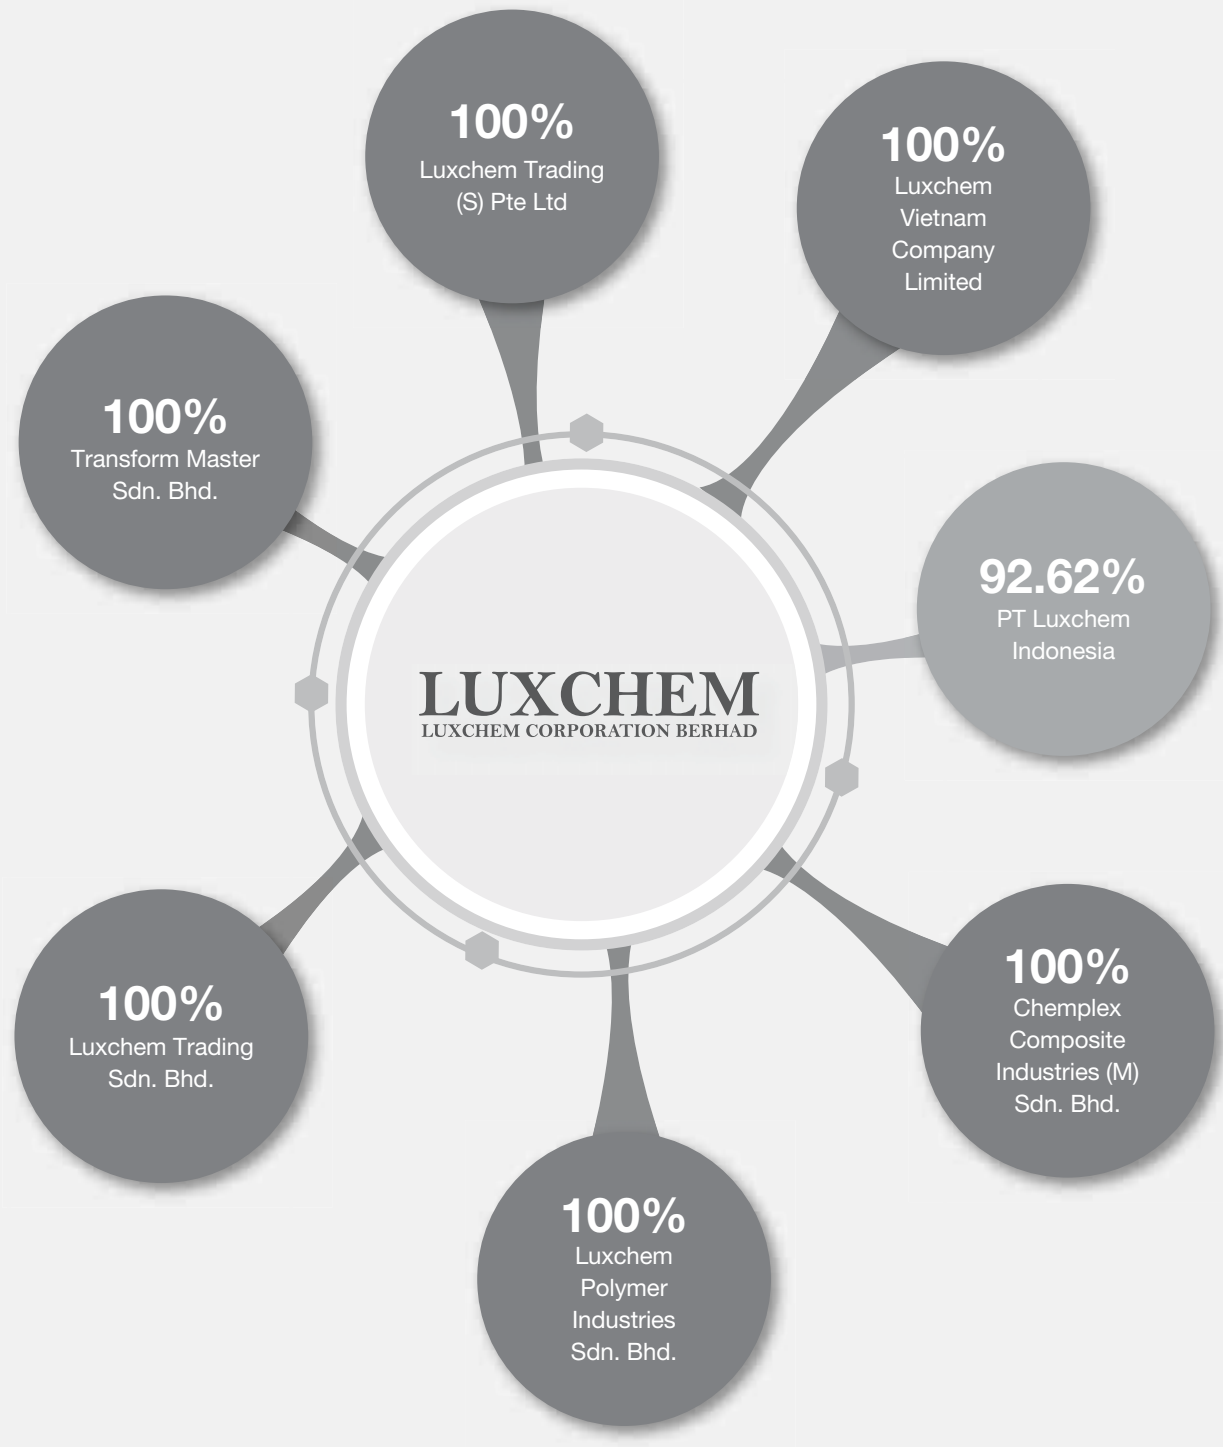 100%
Luxchem Trading
(S) Pte Ltd
100%
Luxchem
Vietnam
Company
Limited
100%
Transform Master
Sdn. Bhd.
92.62%
PT Luxchem
Indonesia
LUXCHEM
LUXCHEM CORPORATION BERHAD
100%
Luxchem Trading
Sdn. Bhd.
100%
Chemplex
Composite
Industries (M)
Sdn. Bhd.
100%
Luxchem
Polymer
Industries
Sdn. Bhd.